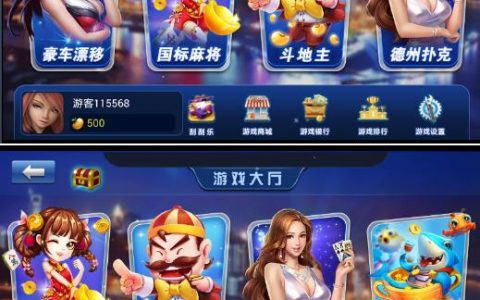 豪车漂移
国标麻将
斗地主
德州扑克
游客115568
500
刮刮乐
游戏商城
游戏银行
游戏排行
游戏设置
游戏大厅